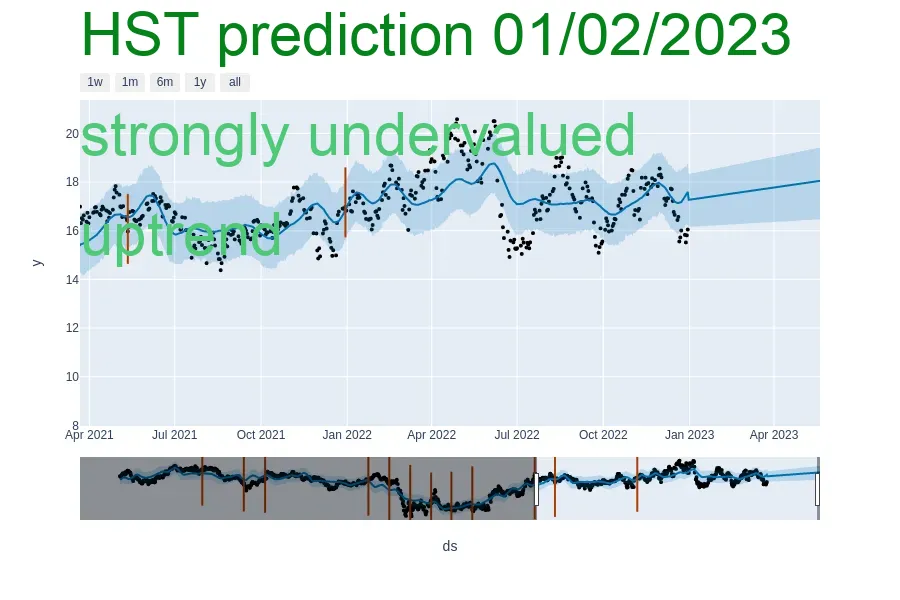 HST prediction 01/02/2023
1w 1m 6m 1y all
strongly undervalued
uptrend
20
18
16
14
12
10
8
y
Apr 2021 Jul 2021 Oct 2021 Jan 2022 Apr 2022 Jul 2022 Oct 2022 Jan 2023 Apr 2023
ds